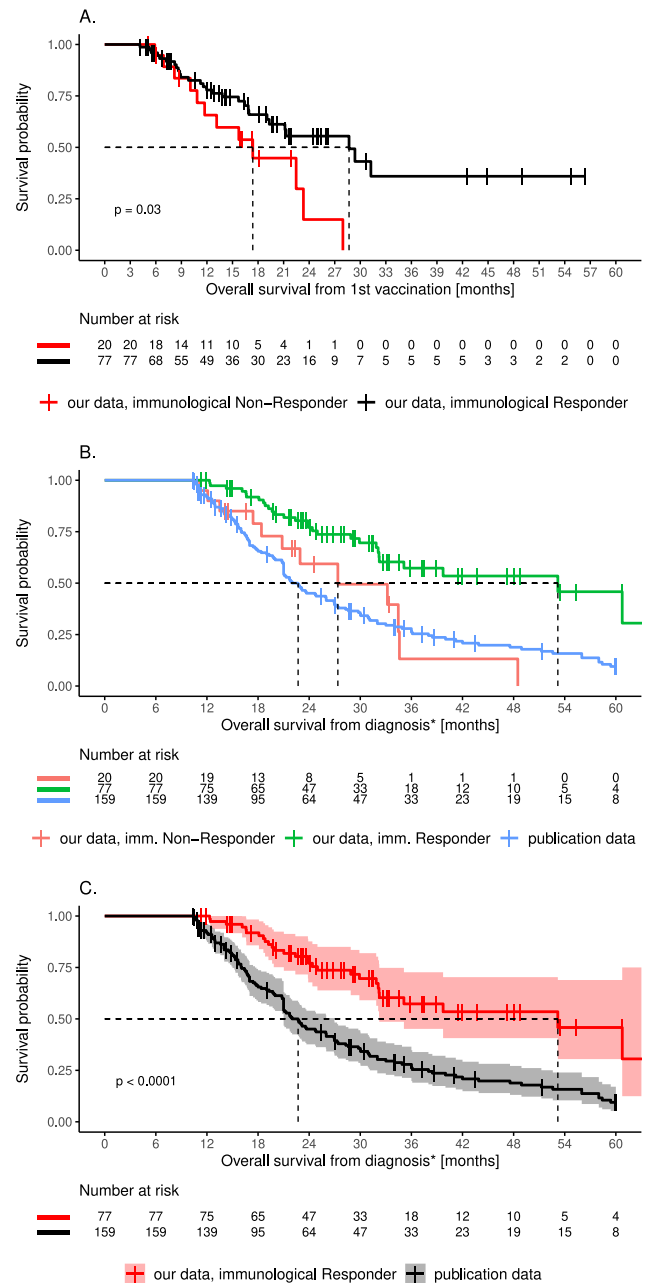 A.
1.00
0.75
0.50
0.25
0.00
Survival probability
p = 0.03
0 3 6 9 12 15 18 21 24 27 30 33 36 39 42 45 48 51 54 57 60
Overall survival from 1st vaccination [months]
Number at risk
20 20 18 14 11 10 5 4 1 1 0 0 0 0 0 0 0 0 0 0 0
77 77 68 55 49 36 30 23 16 9 7 5 5 5 5 3 3 2 2 0 0
our data, immunological Non−Responder our data, immunological Responder
B.
1.00
0.75
0.50
0.25
0.00
Survival probability
0 6 12 18 24 30 36 42 48 54 60
Overall survival from diagnosis* [months]
Number at risk
20 20 19 13 8 5 1 1 1 0 0
77 77 75 65 47 33 18 12 10 5 4
159 159 139 95 64 47 33 23 19 15 8
our data, imm. Non−Responder our data, imm. Responder publication data
C.
1.00
0.75
0.50
0.25
0.00
Survival probability
p < 0.0001
0 6 12 18 24 30 36 42 48 54 60
Overall survival from diagnosis* [months]
Number at risk
77 77 75 65 47 33 18 12 10 5 4
159 159 139 95 64 47 33 23 19 15 8
our data, immunological Responder publication data